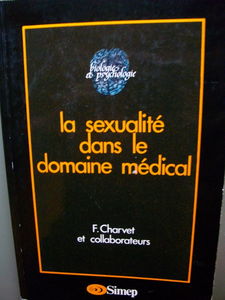 biologie
et psychologie
la sexualité
dans le
domaine médical
F. Charvet
et collaborateurs
Simep